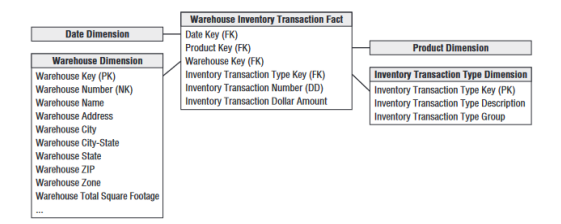 Warehouse Inventory Transaction Fact
Date Key (FK)
Product Key (FK)
Warehouse Key (FK)
Inventory Transaction Type Key (FK)
Inventory Transaction Number (DD)
Inventory Transaction Dollar Amount
Date Dimension
Warehouse Dimension
Warehouse Key (PK)
Warehouse Number (NK)
Warehouse Name
Warehouse Address
Warehouse City
Warehouse City-State
Warehouse State
Warehouse ZIP
Warehouse Zone
Warehouse Total Square Footage
...
Product Dimension
Inventory Transaction Type Dimension
Inventory Transaction Type Key (PK)
Inventory Transaction Type Description
Inventory Transaction Type Group